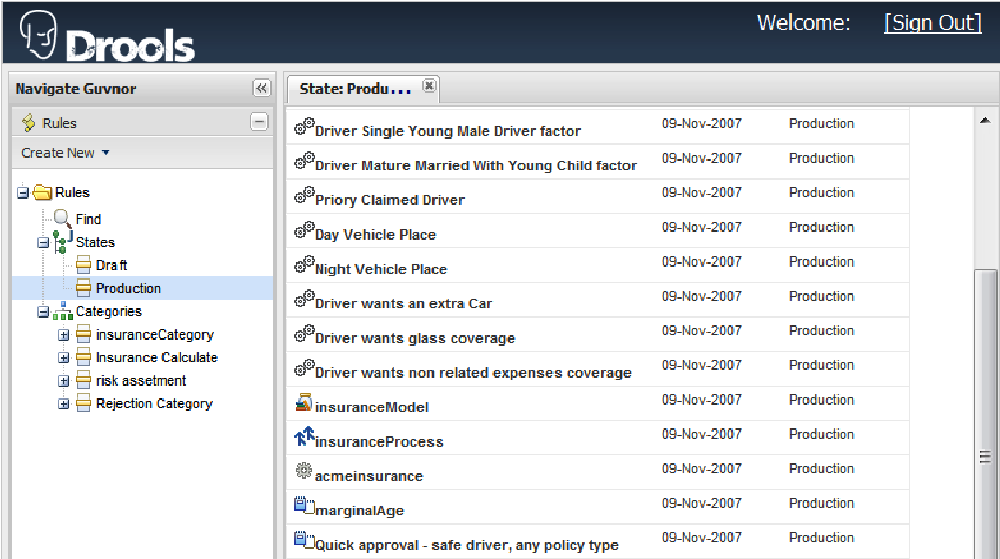 Drools
Welcome: [Sign Out]
Navigate Guvnor
Rules
Create New
Rules
Find
States
Draft
Production
Categories
insuranceCategory
Insurance Calculate
risk assetment
Rejection Category
State: Produ...
Driver Single Young Male Driver factor 09-Nov-2007 Production
Driver Mature Married With Young Child factor 09-Nov-2007 Production
Priory Claimed Driver 09-Nov-2007 Production
Day Vehicle Place 09-Nov-2007 Production
Night Vehicle Place 09-Nov-2007 Production
Driver wants an extra Car 09-Nov-2007 Production
Driver wants glass coverage 09-Nov-2007 Production
Driver wants non related expenses coverage 09-Nov-2007 Production
insuranceModel 09-Nov-2007 Production
insuranceProcess 09-Nov-2007 Production
acmeinsurance 09-Nov-2007 Production
marginalAge 09-Nov-2007 Production
Quick approval - safe driver, any policy type 09-Nov-2007 Production